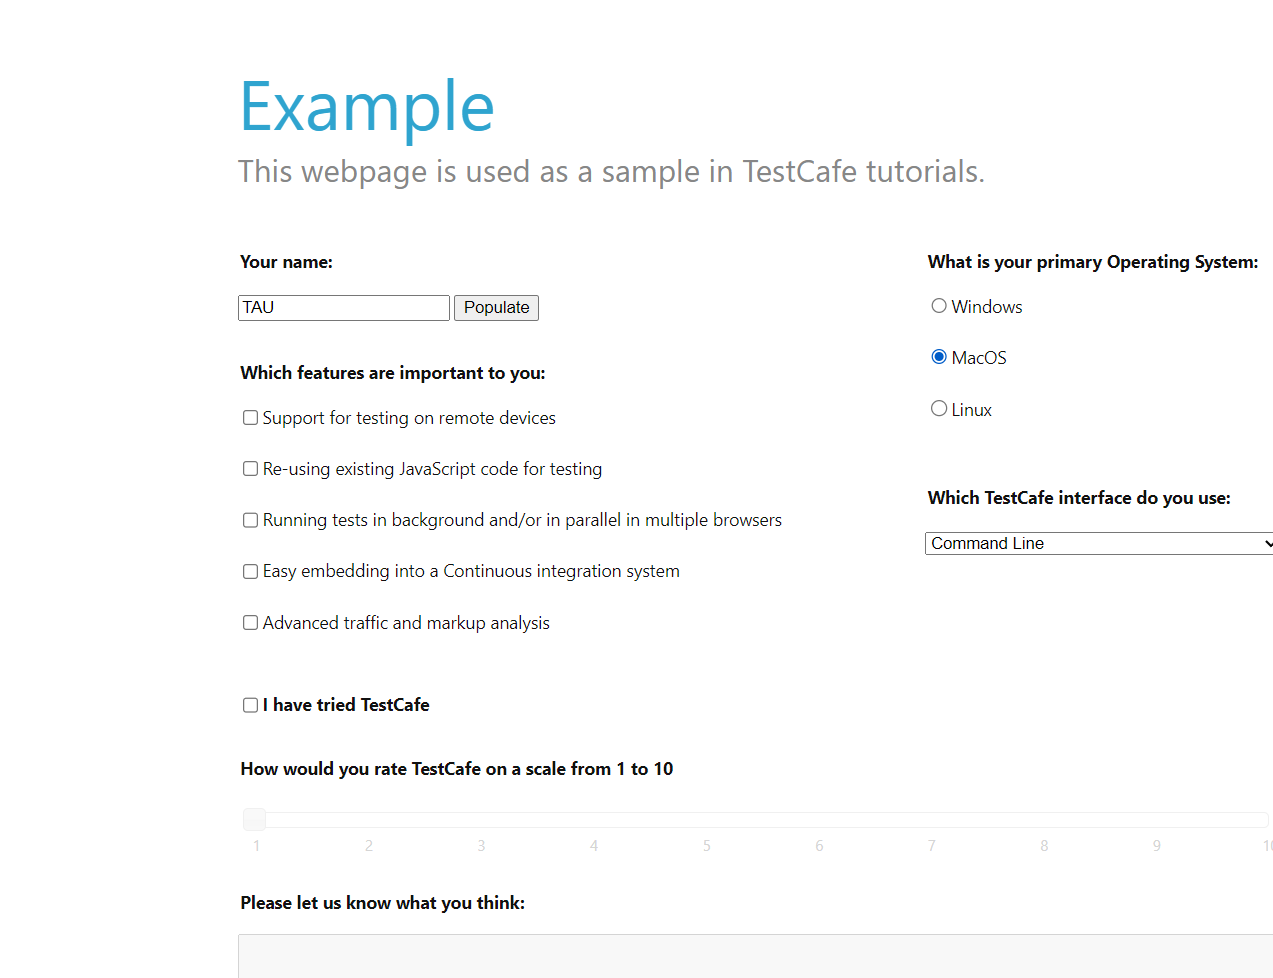 Example
This webpage is used as a sample in TestCafe tutorials.
Your name:
TAU Populate
Which features are important to you:
Support for testing on remote devices
Re-using existing JavaScript code for testing
Running tests in background and/or in parallel in multiple browsers
Easy embedding into a Continuous integration system
Advanced traffic and markup analysis
What is your primary Operating System:
Windows
MacOS
Linux
Which TestCafe interface do you use:
Command Line
I have tried TestCafe
How would you rate TestCafe on a scale from 1 to 10
1 2 3 4 5 6 7 8 9 10
Please let us know what you think: